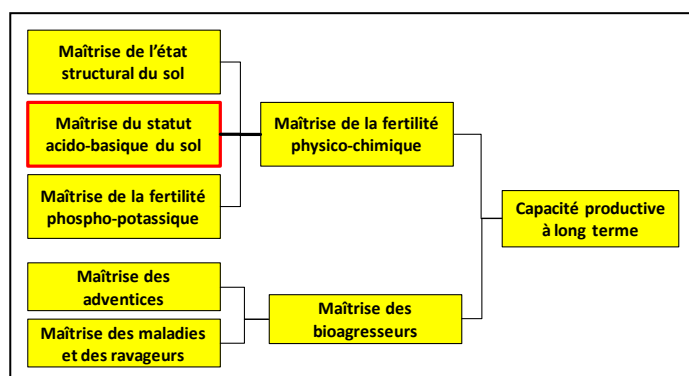 Maîtrise de l'état
structural du sol
Maîtrise du statut
acido-basique du sol
Maîtrise de la fertilité
phospho-potassique
Maîtrise de la fertilité
physico-chimique
Maîtrise des
adventices
Maîtrise des maladies
et des ravageurs
Maîtrise des
bioagresseurs
Capacité productive
à long terme